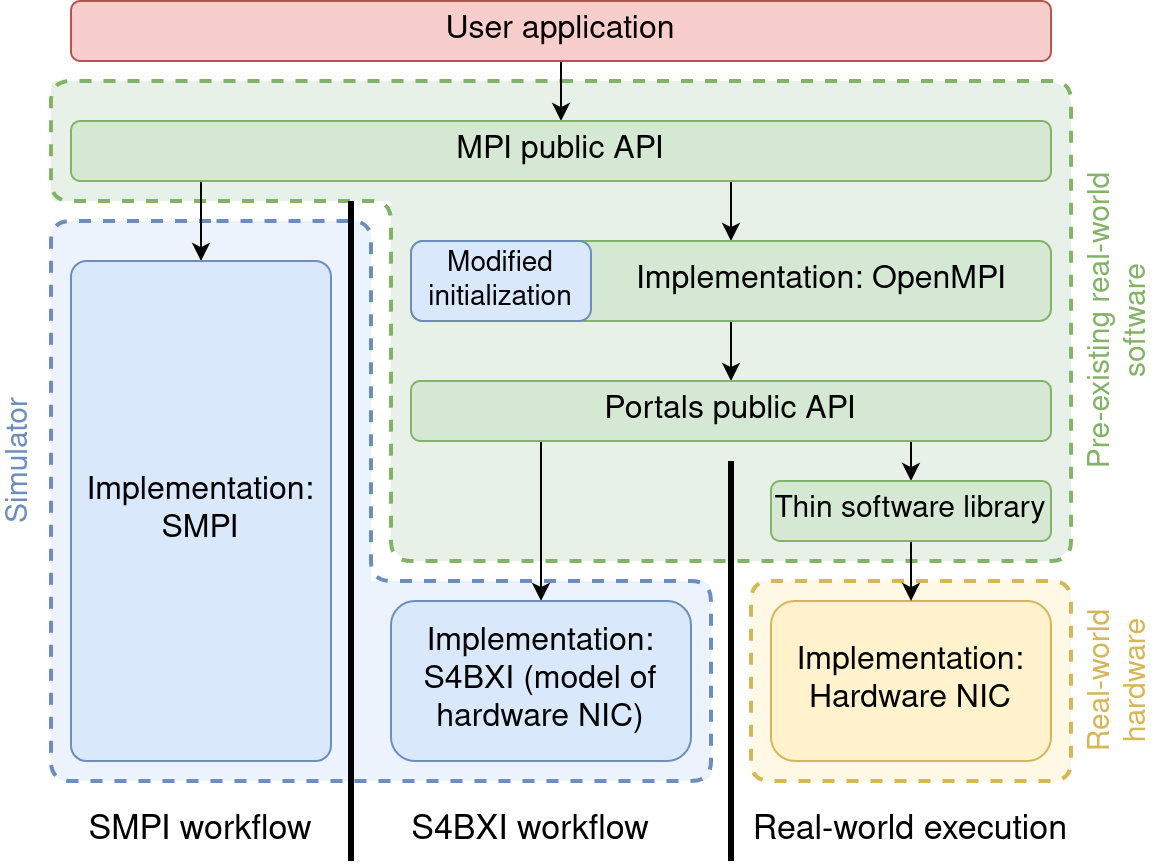 User application
MPI public API
Modified
initialization
Implementation: OpenMPI
Portals public API
Thin software library
Pre-existing real-world
software
Simulator
Implementation:
SMPI
Implementation:
S4BXI (model of
hardware NIC)
Implementation:
Hardware NIC
Real-world
hardware
SMPI workflow
S4BXI workflow
Real-world execution